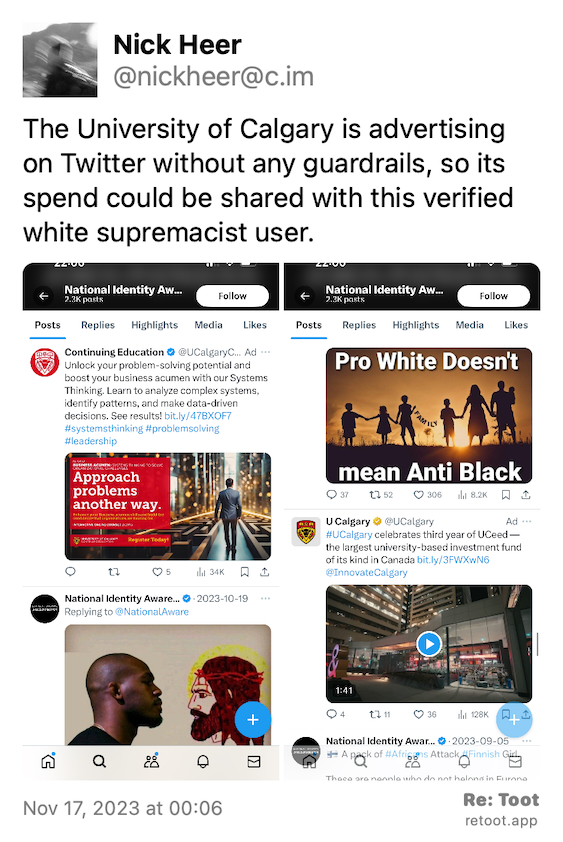 Nick Heer
@nickheer@c.im
The University of Calgary is advertising
on Twitter without any guardrails, so its
spend could be shared with this verified
white supremacist user.
National Identity Aw...
2.3K posts
Follow
Posts
Replies
Highlights
Media
Likes
Continuing Education @UCalgaryC... Ad
Unlock your problem-solving potential and
boost your business acumen with our Systems
Thinking. Learn to analyze complex systems,
identify patterns, and make data-driven
decisions. See results! bit.ly/47BXOF7
#systemsthinking #problemsolving
#leadership
Approach
problems
another way.
Register Today!
5
34K
National Identity Aware... · 2023-10-19
Replying to @NationalAware
National Identity Aw...
2.3K posts
Follow
Posts
Replies
Highlights
Media
Likes
Pro White Doesn't
FAMILY
mean Anti Black
37
52
306
8.2K
U Calgary @UCalgary Ad
#UCalgary celebrates third year of UCeed —
the largest university-based investment fund
of its kind in Canada bit.ly/3FWXwN6
@InnovateCalgary
1:41
4
11
36
128K
National Identity Awar... · 2023-09-05
A pack of #Africans Attack #Finnish Girl
These are people who do not belong in Europe
Nov 17, 2023 at 00:06
Re: Toot
retoot.app